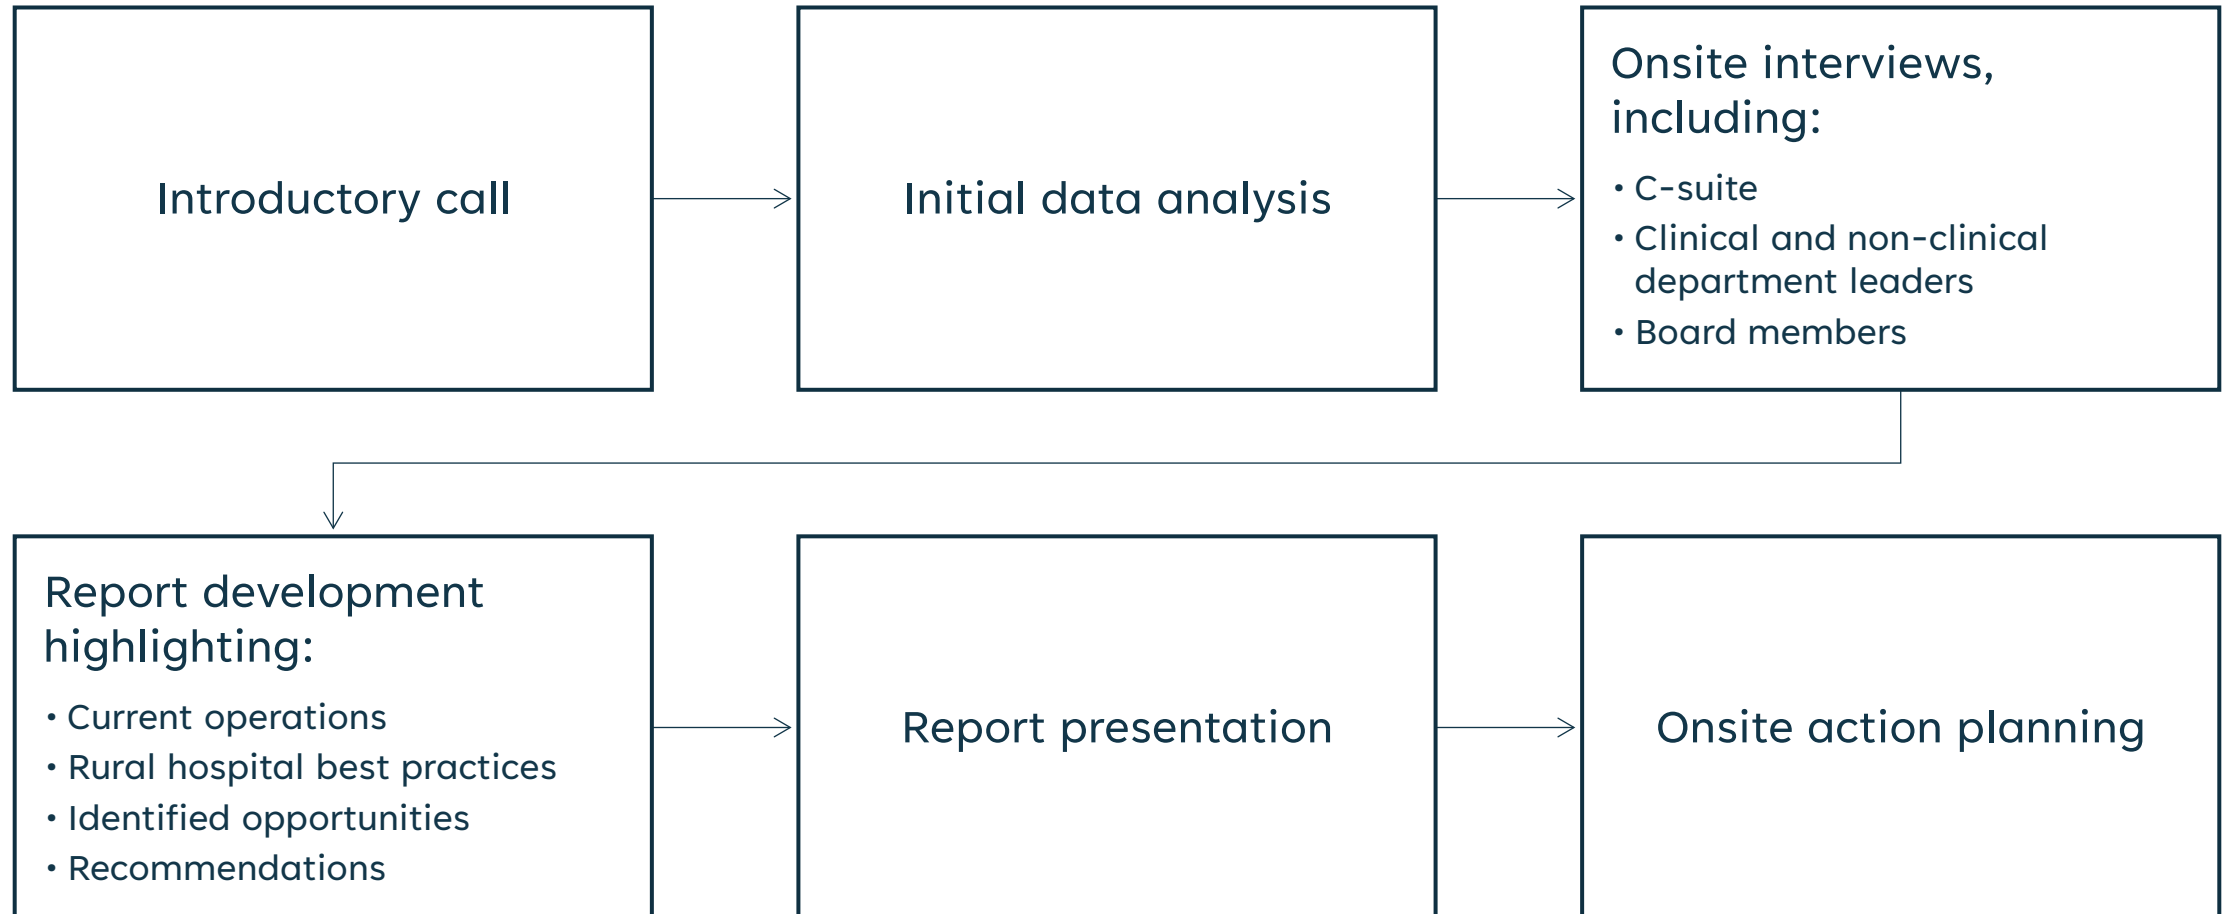 Introductory call
Initial data analysis
Onsite interviews,
including:
• C-suite
• Clinical and non-clinical
department leaders
• Board members
Report development
highlighting:
• Current operations
• Rural hospital best practices
• Identified opportunities
• Recommendations
Report presentation
Onsite action planning